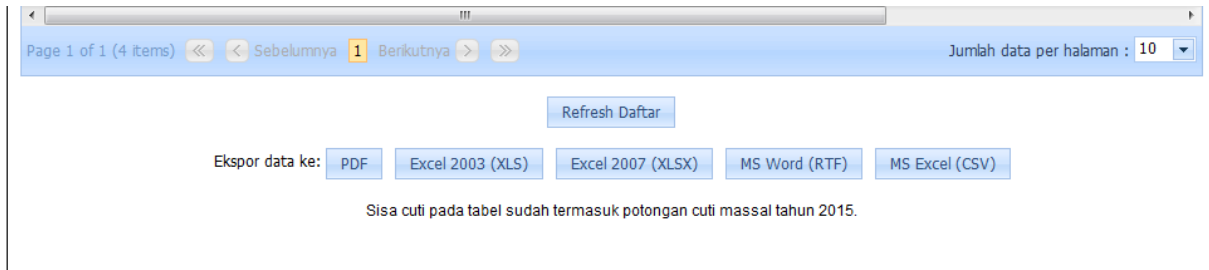 Page 1 of 1 (4 items) Sebelumnya 1 Berikutnya Jumlah data per halaman : 10
Refresh Daftar
Ekspor data ke: PDF Excel 2003 (XLS) Excel 2007 (XLSX) MS Word (RTF) MS Excel (CSV)
Sisa cuti pada tabel sudah termasuk potongan cuti massal tahun 2015.